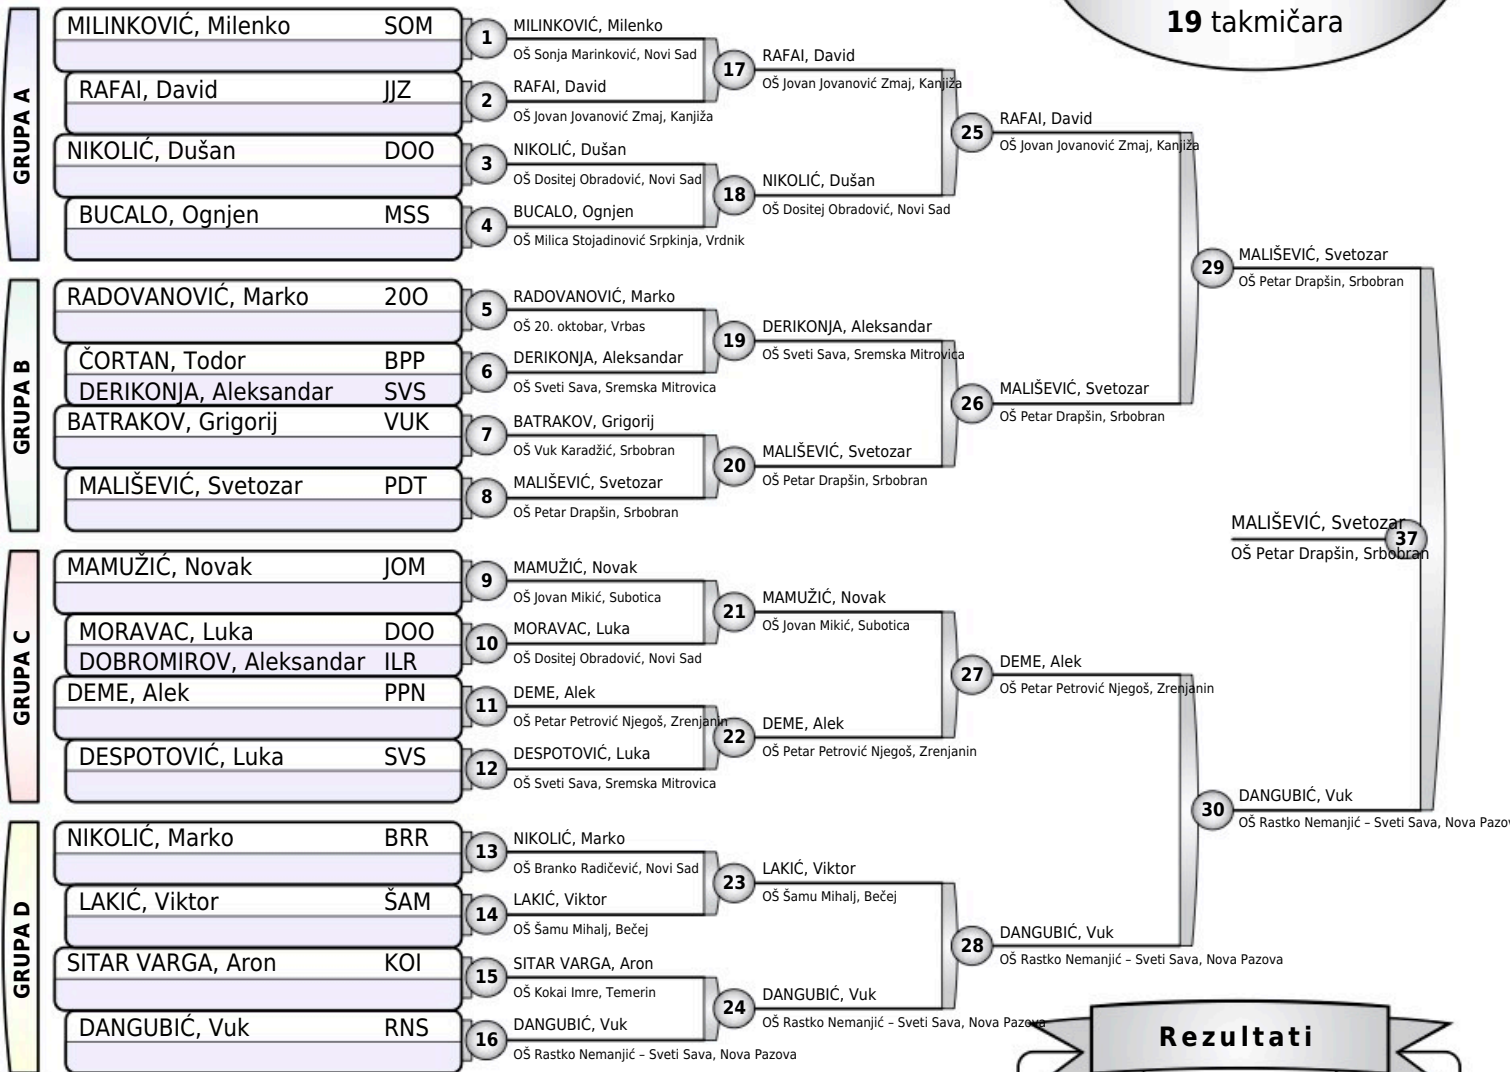 19 takmičara
GRUPA A
MILINKOVIĆ, Milenko SOM
RAFAI, David JJZ
NIKOLIĆ, Dušan DOO
BUCALO, Ognjen MSS
GRUPA B
RADOVANOVIĆ, Marko 20O
ČORTAN, Todor BPP
DERIKONJA, Aleksandar SVS
BATRAKOV, Grigorij VUK
MALIŠEVIĆ, Svetozar PDT
GRUPA C
MAMUŽIĆ, Novak JOM
MORAVAC, Luka DOO
DOBROMIROV, Aleksandar ILR
DEME, Alek PPN
DESPOTOVIĆ, Luka SVS
GRUPA D
NIKOLIĆ, Marko BRR
LAKIĆ, Viktor ŠAM
SITAR VARGA, Aron KOI
DANGUBIĆ, Vuk RNS
1 MILINKOVIĆ, Milenko
OŠ Sonja Marinković, Novi Sad
2 RAFAI, David
OŠ Jovan Jovanović Zmaj, Kanjiža
3 NIKOLIĆ, Dušan
OŠ Dositej Obradović, Novi Sad
4 BUCALO, Ognjen
OŠ Milica Stojadinović Srpkinja, Vrdnik
5 RADOVANOVIĆ, Marko
OŠ 20. oktobar, Vrbas
6 DERIKONJA, Aleksandar
OŠ Sveti Sava, Sremska Mitrovica
7 BATRAKOV, Grigorij
OŠ Vuk Karadžić, Srbobran
8 MALIŠEVIĆ, Svetozar
OŠ Petar Drapšin, Srbobran
9 MAMUŽIĆ, Novak
OŠ Jovan Mikić, Subotica
10 MORAVAC, Luka
OŠ Dositej Obradović, Novi Sad
11 DEME, Alek
OŠ Petar Petrović Njegoš, Zrenjanin
12 DESPOTOVIĆ, Luka
OŠ Sveti Sava, Sremska Mitrovica
13 NIKOLIĆ, Marko
OŠ Branko Radičević, Novi Sad
14 LAKIĆ, Viktor
OŠ Šamu Mihalj, Bečej
15 SITAR VARGA, Aron
OŠ Kokai Imre, Temerin
16 DANGUBIĆ, Vuk
OŠ Rastko Nemanjić – Sveti Sava, Nova Pazova
17 RAFAI, David
OŠ Jovan Jovanović Zmaj, Kanjiža
18 NIKOLIĆ, Dušan
OŠ Dositej Obradović, Novi Sad
19 DERIKONJA, Aleksandar
OŠ Sveti Sava, Sremska Mitrovica
20 MALIŠEVIĆ, Svetozar
OŠ Petar Drapšin, Srbobran
21 MAMUŽIĆ, Novak
OŠ Jovan Mikić, Subotica
22 DEME, Alek
OŠ Petar Petrović Njegoš, Zrenjanin
23 LAKIĆ, Viktor
OŠ Šamu Mihalj, Bečej
24 DANGUBIĆ, Vuk
OŠ Rastko Nemanjić – Sveti Sava, Nova Pazova
25 RAFAI, David
OŠ Jovan Jovanović Zmaj, Kanjiža
26 MALIŠEVIĆ, Svetozar
OŠ Petar Drapšin, Srbobran
27 DEME, Alek
OŠ Petar Petrović Njegoš, Zrenjanin
28 DANGUBIĆ, Vuk
OŠ Rastko Nemanjić – Sveti Sava, Nova Pazova
29 MALIŠEVIĆ, Svetozar
OŠ Petar Drapšin, Srbobran
30 DANGUBIĆ, Vuk
OŠ Rastko Nemanjić – Sveti Sava, Nova
MALIŠEVIĆ, Svetozar 37
OŠ Petar Drapšin, Srbobran
Rezultati